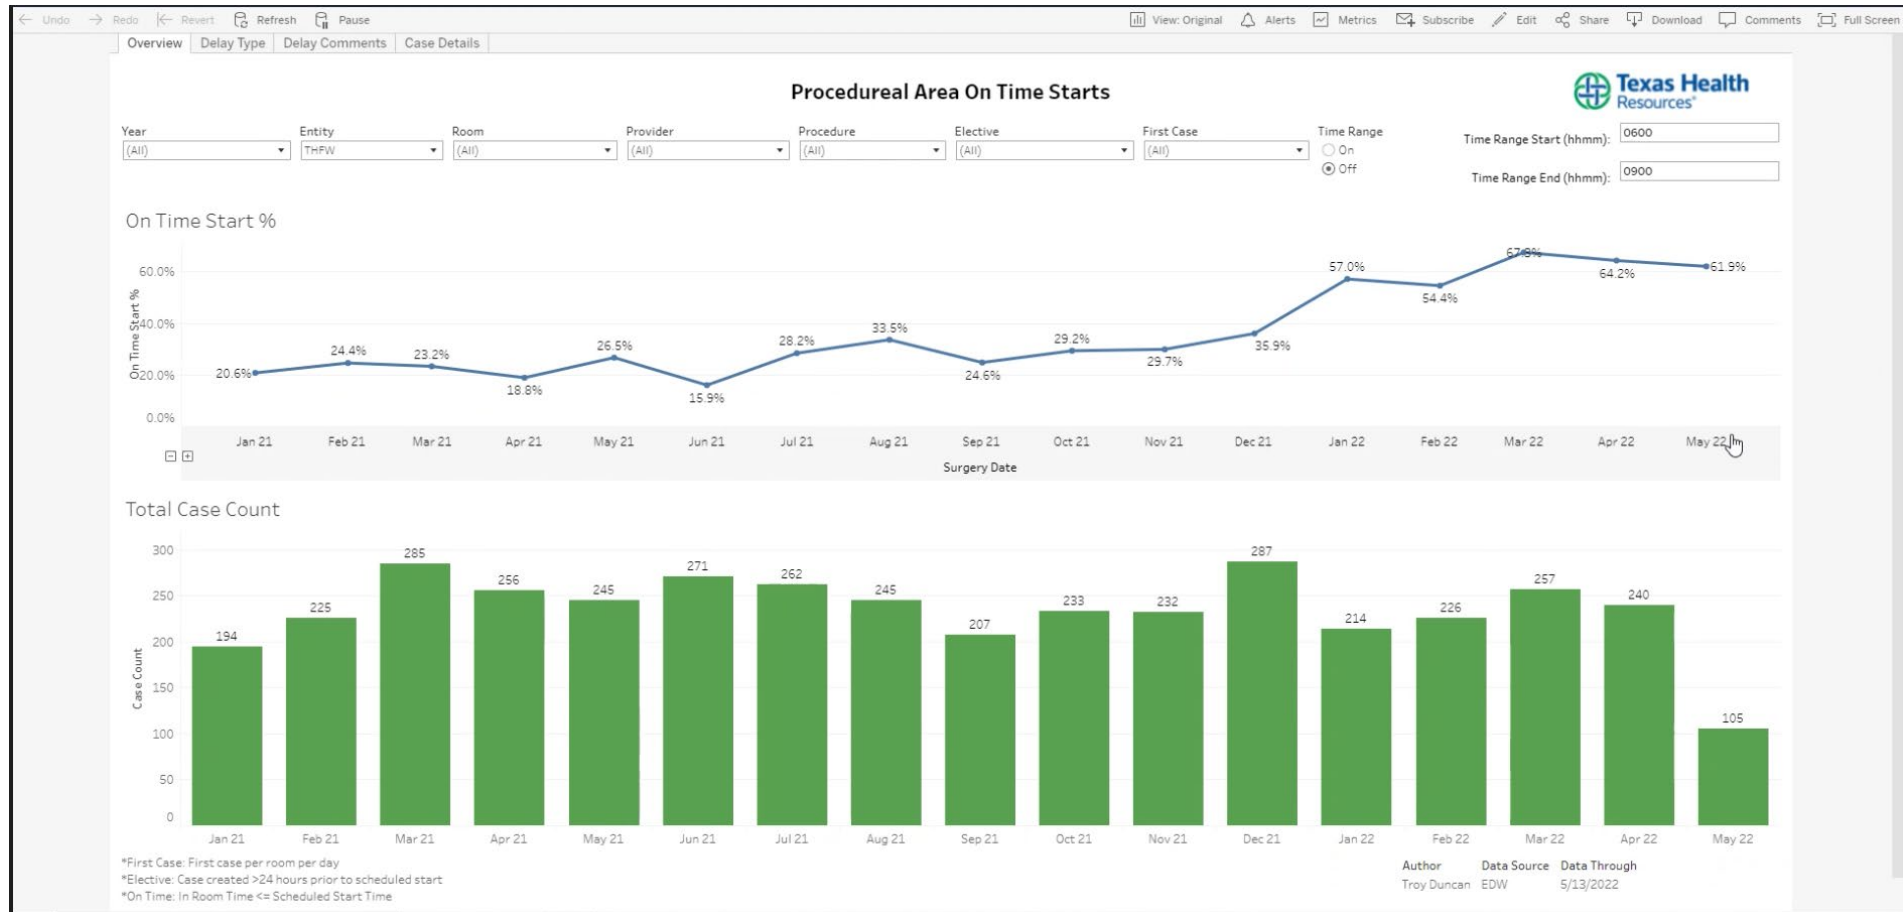 Undo Redo Revert Refresh Pause View: Original Alerts Metrics Subscribe Edit Share Download Comments Full Screen
Overview Delay Type Delay Comments Case Details
Procedureal Area On Time Starts
Texas Health
Resources®
Year Entity Room Provider Procedure Elective First Case Time Range
(All) THFW (All) (All) (All) (All) (All)
On
Off
Time Range Start (hhmm): 0600
Time Range End (hhmm): 0900
On Time Start %
On Time Start %
60.0%
40.0%
20.0%
0.0%
20.6% 24.4% 23.2% 18.8% 26.5% 15.9% 28.2% 33.5% 24.6% 29.2% 29.7% 35.9% 57.0% 54.4% 64.2% 61.9%
Jan 21 Feb 21 Mar 21 Apr 21 May 21 Jun 21 Jul 21 Aug 21 Sep 21 Oct 21 Nov 21 Dec 21 Jan 22 Feb 22 Mar 22 Apr 22 May 22
Surgery Date
Total Case Count
Case Count
300
250
200
150
100
50
0
194 225 285 256 245 271 262 245 207 233 232 287 214 226 257 240 105
Jan 21 Feb 21 Mar 21 Apr 21 May 21 Jun 21 Jul 21 Aug 21 Sep 21 Oct 21 Nov 21 Dec 21 Jan 22 Feb 22 Mar 22 Apr 22 May 22
*First Case: First case per room per day
*Elective: Case created >24 hours prior to scheduled start
*On Time: In Room Time <= Scheduled Start Time
Author Data Source Data Through
Troy Duncan EDW 5/13/2022